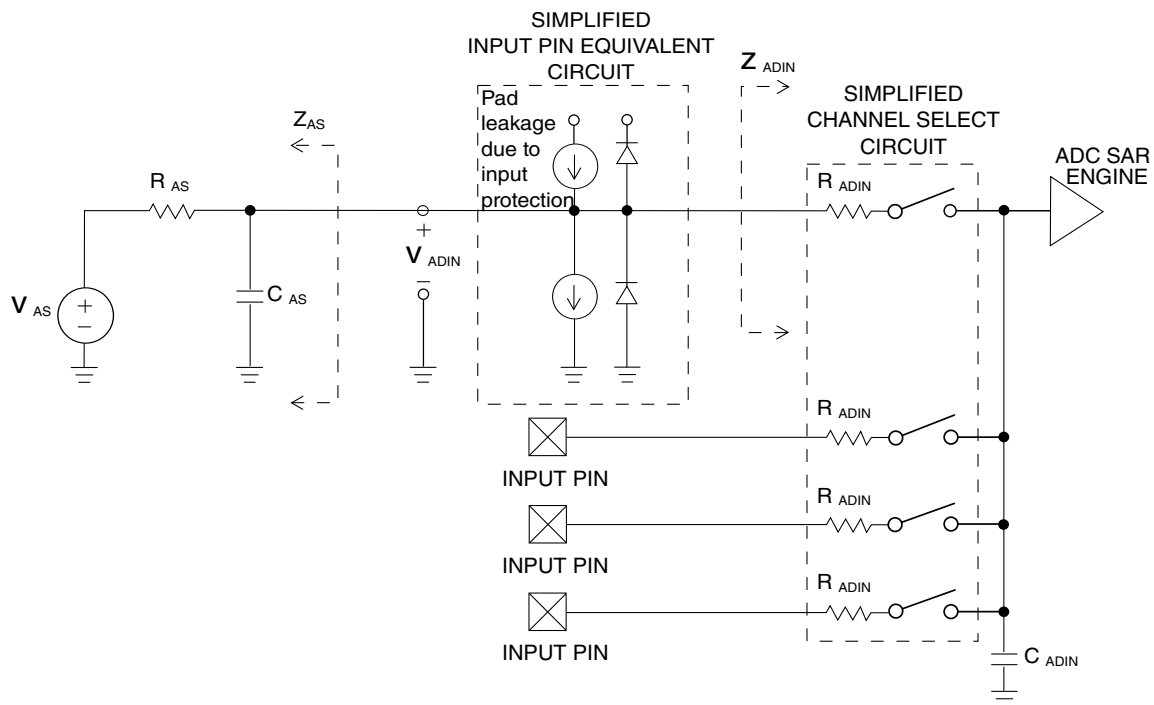 SIMPLIFIED
INPUT PIN EQUIVALENT
CIRCUIT
Pad
leakage
due to
input
protection
Z ADIN
SIMPLIFIED
CHANNEL SELECT
CIRCUIT
ADC SAR
ENGINE
ZAS
R AS
R ADIN
+
V ADIN
−
V AS
+
−
C AS
R ADIN
INPUT PIN
R ADIN
INPUT PIN
R ADIN
INPUT PIN
C ADIN